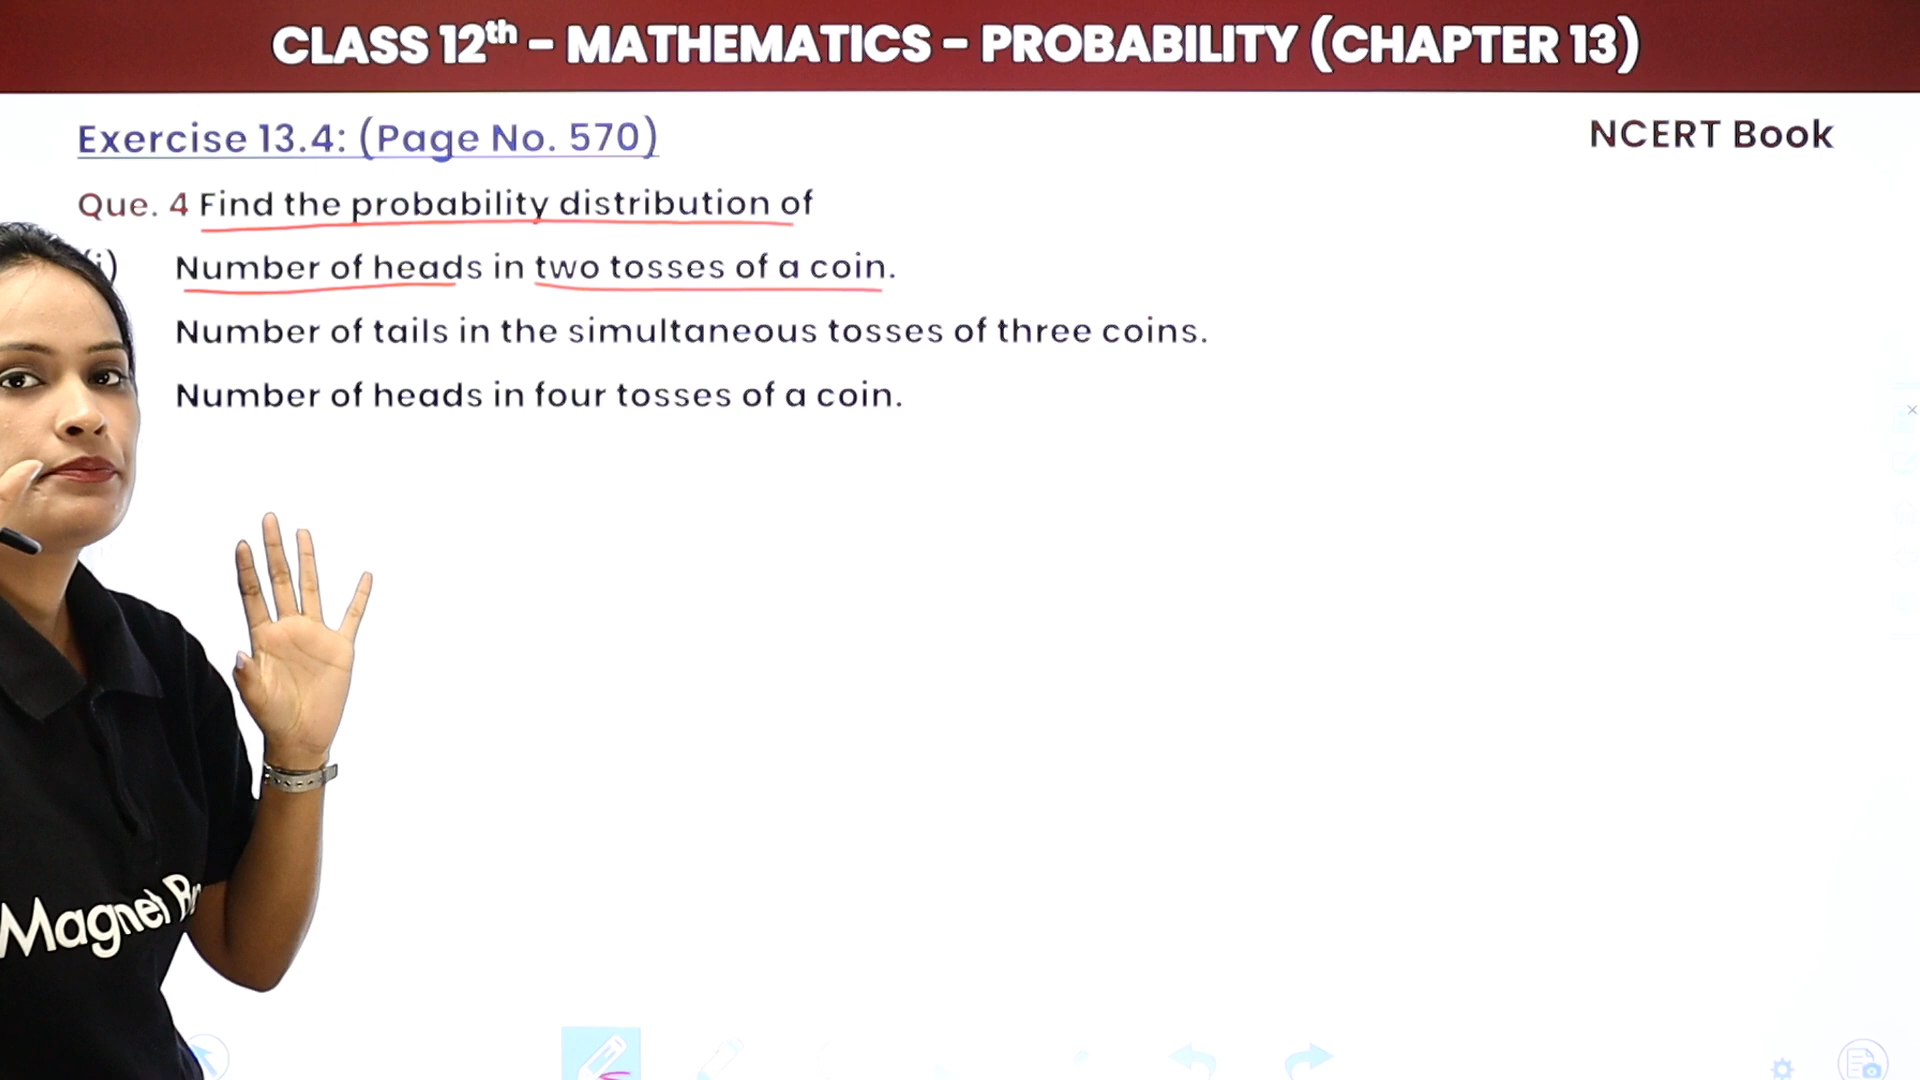 CLASS 12th – MATHEMATICS – PROBABILITY (CHAPTER 13)
Exercise 13.4: (Page No. 570)
NCERT Book
Que. 4 Find the probability distribution of
(i) Number of heads in two tosses of a coin.
Number of tails in the simultaneous tosses of three coins.
Number of heads in four tosses of a coin.
Magnet